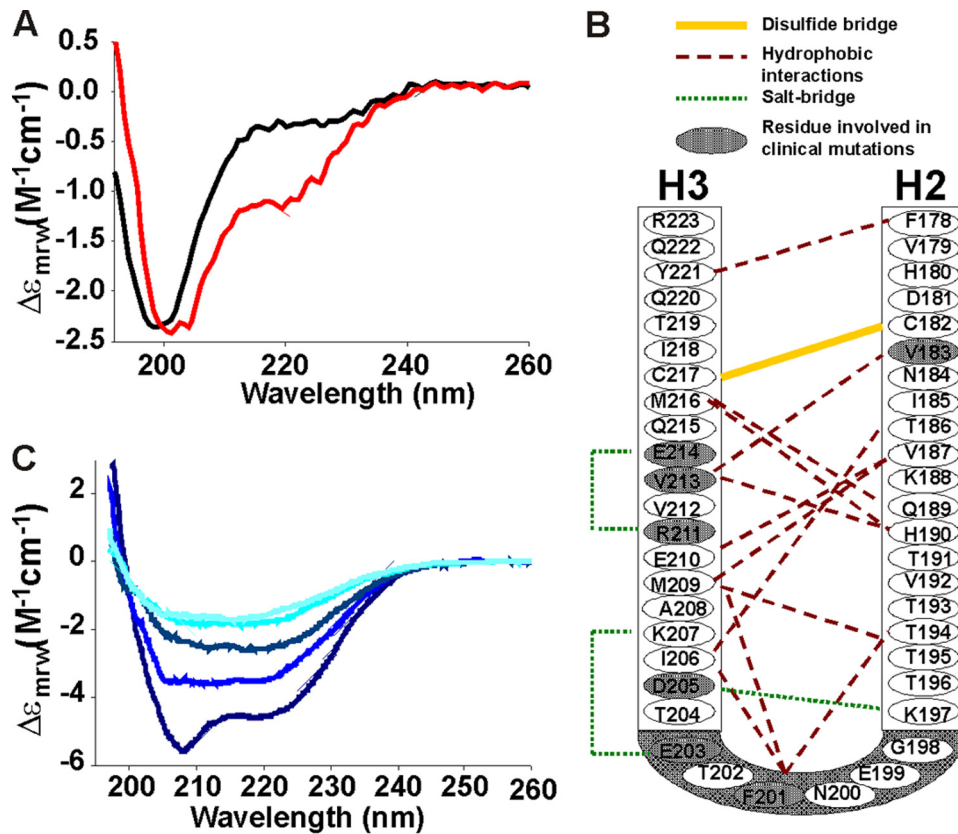 A
0.5
0.0
-0.5
-1.0
-1.5
-2.0
-2.5
Δε_mrw(M⁻¹cm⁻¹)
200 220 240 260
Wavelength (nm)
B
Disulfide bridge
Hydrophobic
interactions
Salt-bridge
Residue involved in
clinical mutations
H3 H2
R223 F178
Q222 V179
Y221 H180
Q220 D181
T219 C182
I218 V183
C217 N184
M216 I185
Q215 T186
E214 V187
V213 K188
V212 Q189
R211 H190
E210 T191
M209 V192
A208 T193
K207 T194
I206 T195
D205 T196
T204 K197
E203 G198
T202 E199
F201 N200
C
2
0
-2
-4
-6
Δε_mrw(M⁻¹cm⁻¹)
200 210 220 230 240 250 260
Wavelength (nm)